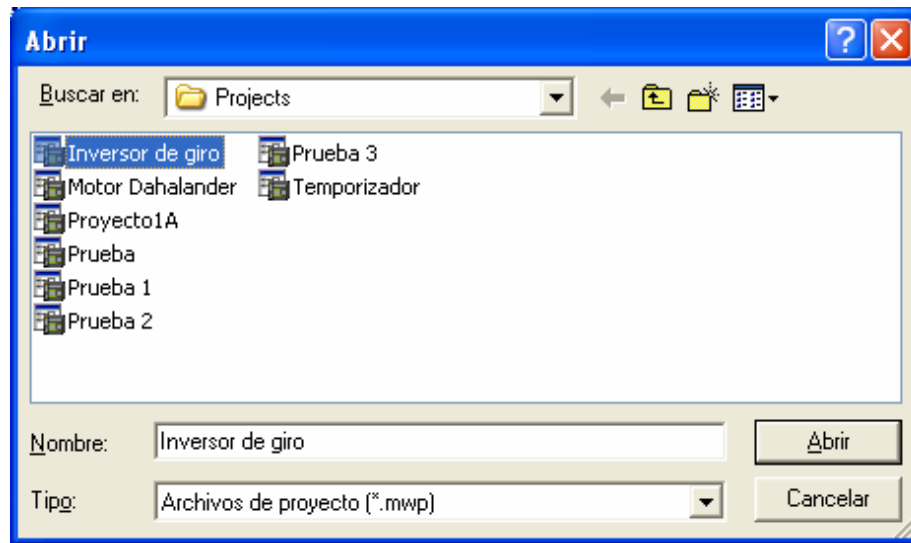 Abrir
Buscar en: Projects
Inversor de giro Prueba 3
Motor Dahalander Temporizador
Proyecto1A
Prueba
Prueba 1
Prueba 2
Nombre: Inversor de giro Abrir
Tipo: Archivos de proyecto (*.mwp) Cancelar